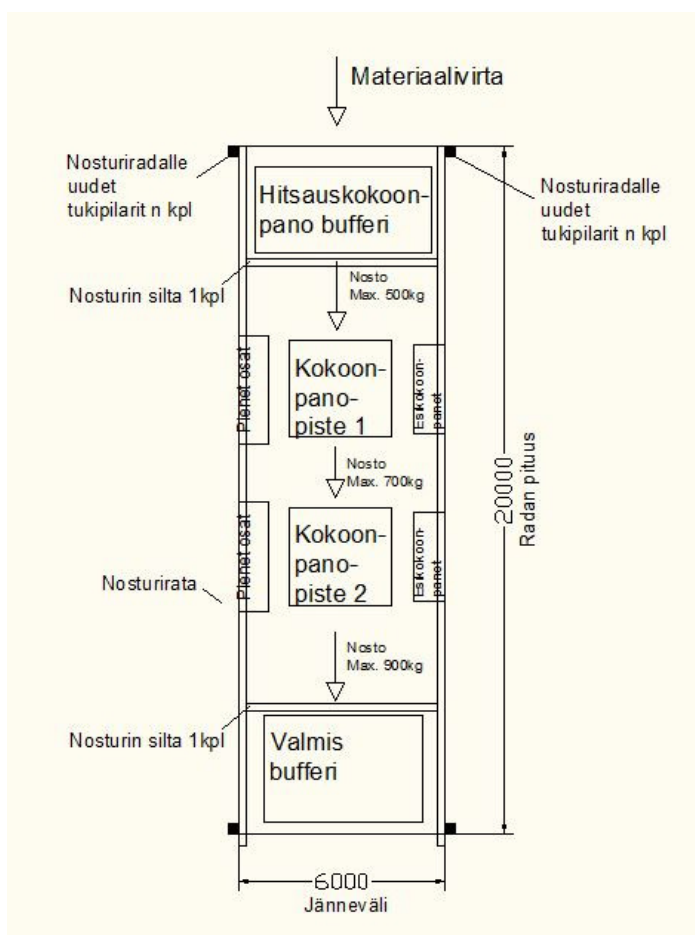 Materiaalivirta
Nosturiradalle
uudet
tukipilarit n kpl
Nosturiradalle
uudet
tukipilarit n kpl
Hitsauskokoon-
pano bufferi
Nosturin silta 1kpl
Nosto
Max. 500kg
Pienet osat
Kokoon-
pano-
piste 1
Esikokoon-
panot
Nosto
Max. 700kg
Pienet osat
Kokoon-
pano-
piste 2
Esikokoon-
panot
20000
Radan pituus
Nosturirata
Nosto
Max. 900kg
Nosturin silta 1kpl
Valmis
bufferi
6000
Jänneväli